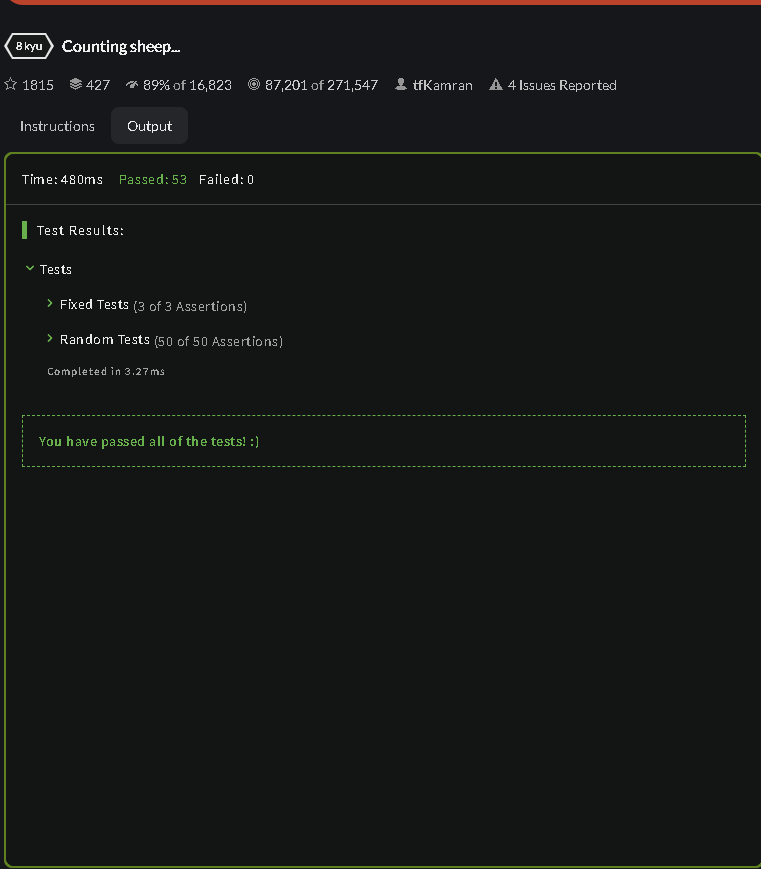 8 kyu Counting sheep...
1815 427 89% of 16,823 87,201 of 271,547 tfKamran 4 Issues Reported
Instructions Output
Time: 480ms Passed: 53 Failed: 0
Test Results:
Tests
Fixed Tests (3 of 3 Assertions)
Random Tests (50 of 50 Assertions)
Completed in 3.27ms
You have passed all of the tests! :)